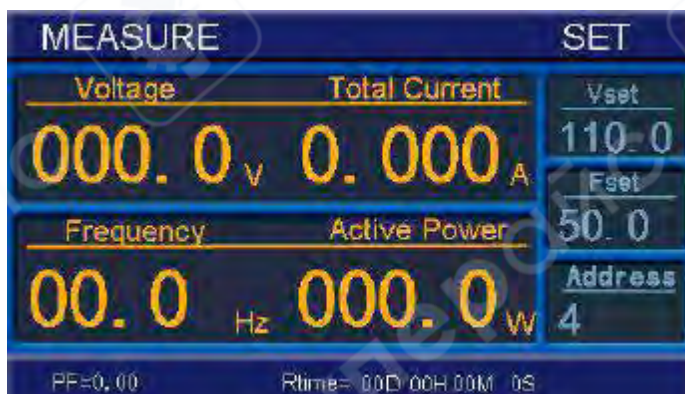 MEASURE SET
Voltage Total Current Vset
000.0 V 0.000 A 110.0
Fset
Frequency Active Power 50.0
00.0 Hz 000.0 W Address
4
PF=0.00 Rtime= 00D 00H 00M 0S